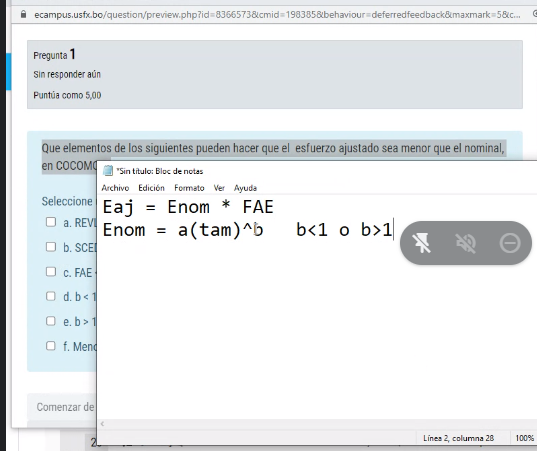 ecampus.usfx.bo/question/preview.php?id=8366573&cmid=198385&behaviour=deferredfeedback&maxmark=5&c...
Pregunta 1
Sin responder aún
Puntúa como 5,00
Que elementos de los siguientes pueden hacer que el esfuerzo ajustado sea menor que el nominal,
en COCOMO
Seleccione
a. REVL
b. SCED
c. FAE
d. b < 1
e. b > 1
f. Meno
Comenzar de
*Sin título: Bloc de notas
Archivo Edición Formato Ver Ayuda
Eaj = Enom * FAE
Enom = a(tam)^b b<1 o b>1
Línea 2, columna 28 100%